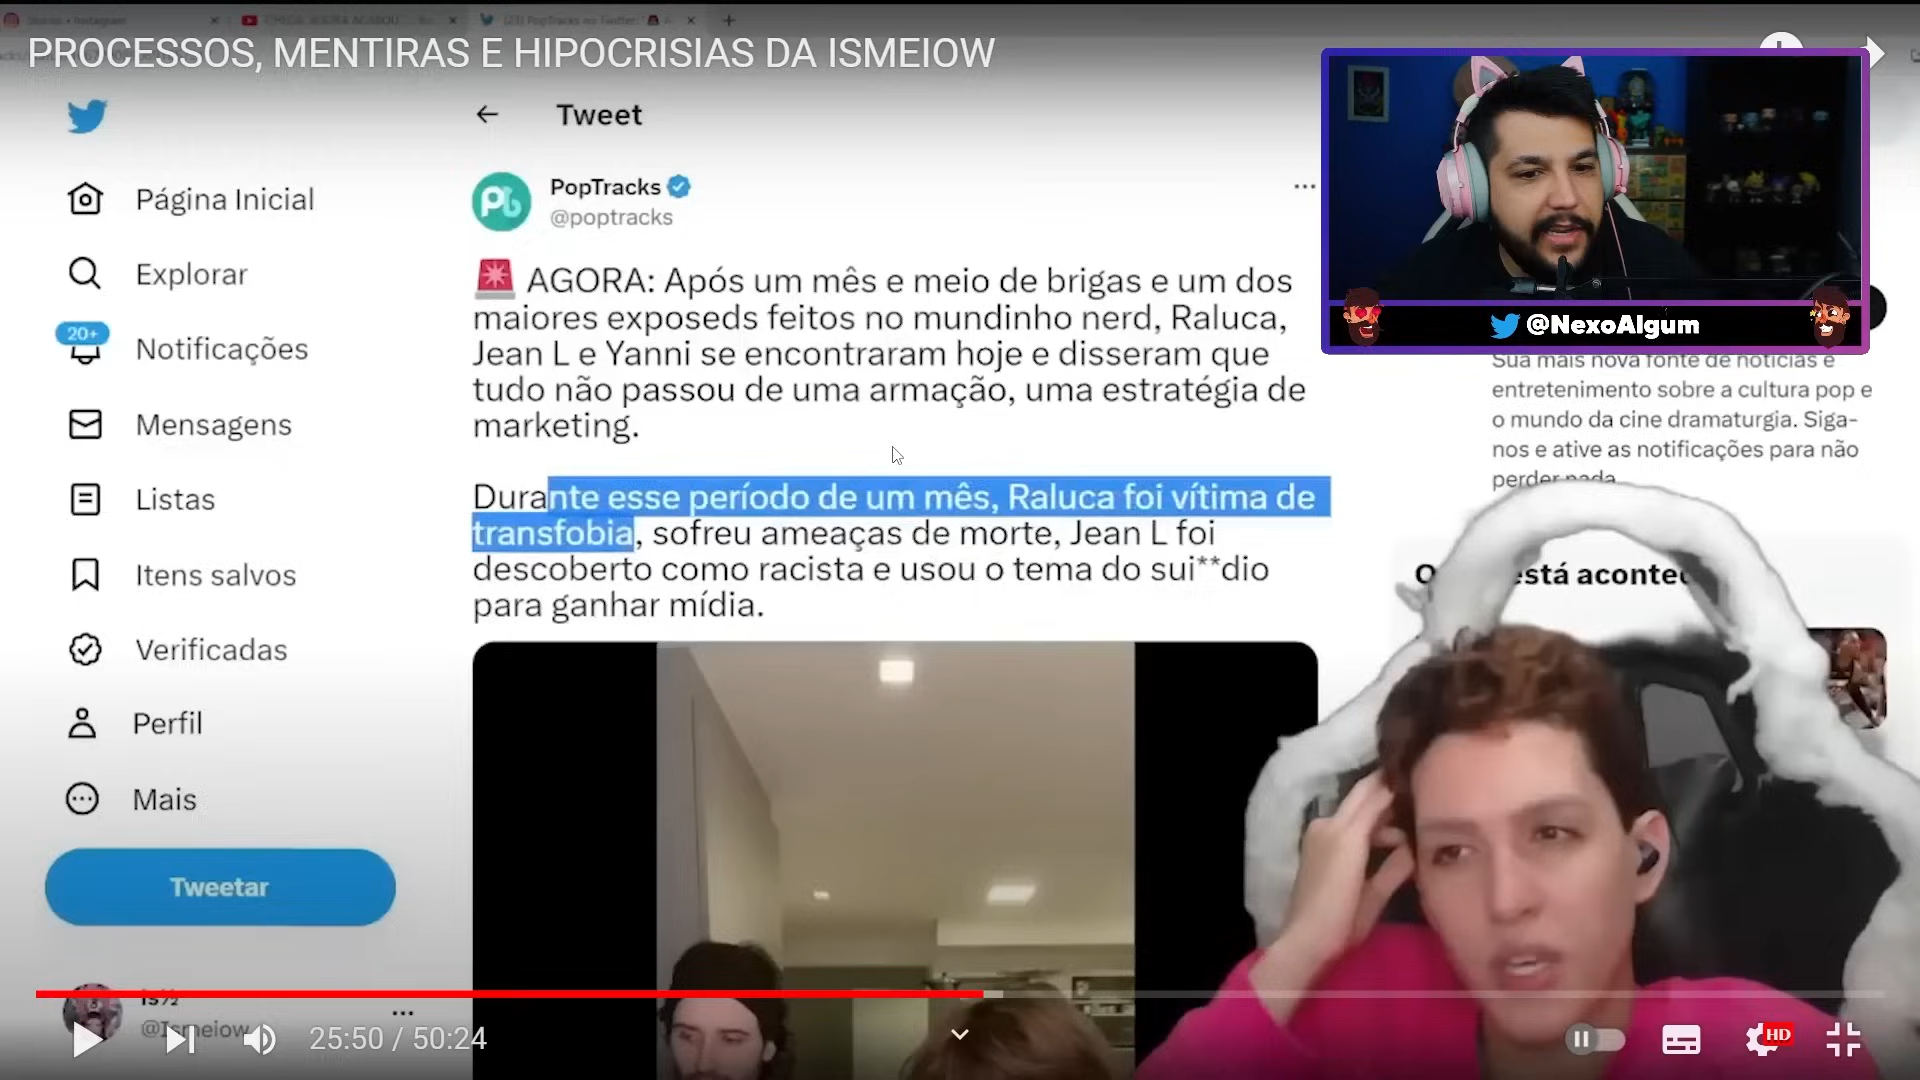 PROCESSOS, MENTIRAS E HIPOCRISIAS DA ISMEIOW
Tweet
Página Inicial
Explorar
20+
Notificações
Mensagens
Listas
Itens salvos
Verificadas
Perfil
Mais
Tweetar
@Ismeiow
PopTracks
@poptracks
AGORA: Após um mês e meio de brigas e um dos
maiores exposeds feitos no mundinho nerd, Raluca,
Jean L e Yanni se encontraram hoje e disseram que
tudo não passou de uma armação, uma estratégia de
marketing.
Durante esse período de um mês, Raluca foi vítima de
transfobia, sofreu ameaças de morte, Jean L foi
descoberto como racista e usou o tema do sui**dio
para ganhar mídia.
@NexoAlgum
Sua mais nova fonte de notícias e
entretenimento sobre a cultura pop e
o mundo da cine dramaturgia. Siga-
nos e ative as notificações para não
perder nada
está acontec
25:50 / 50:24
HD